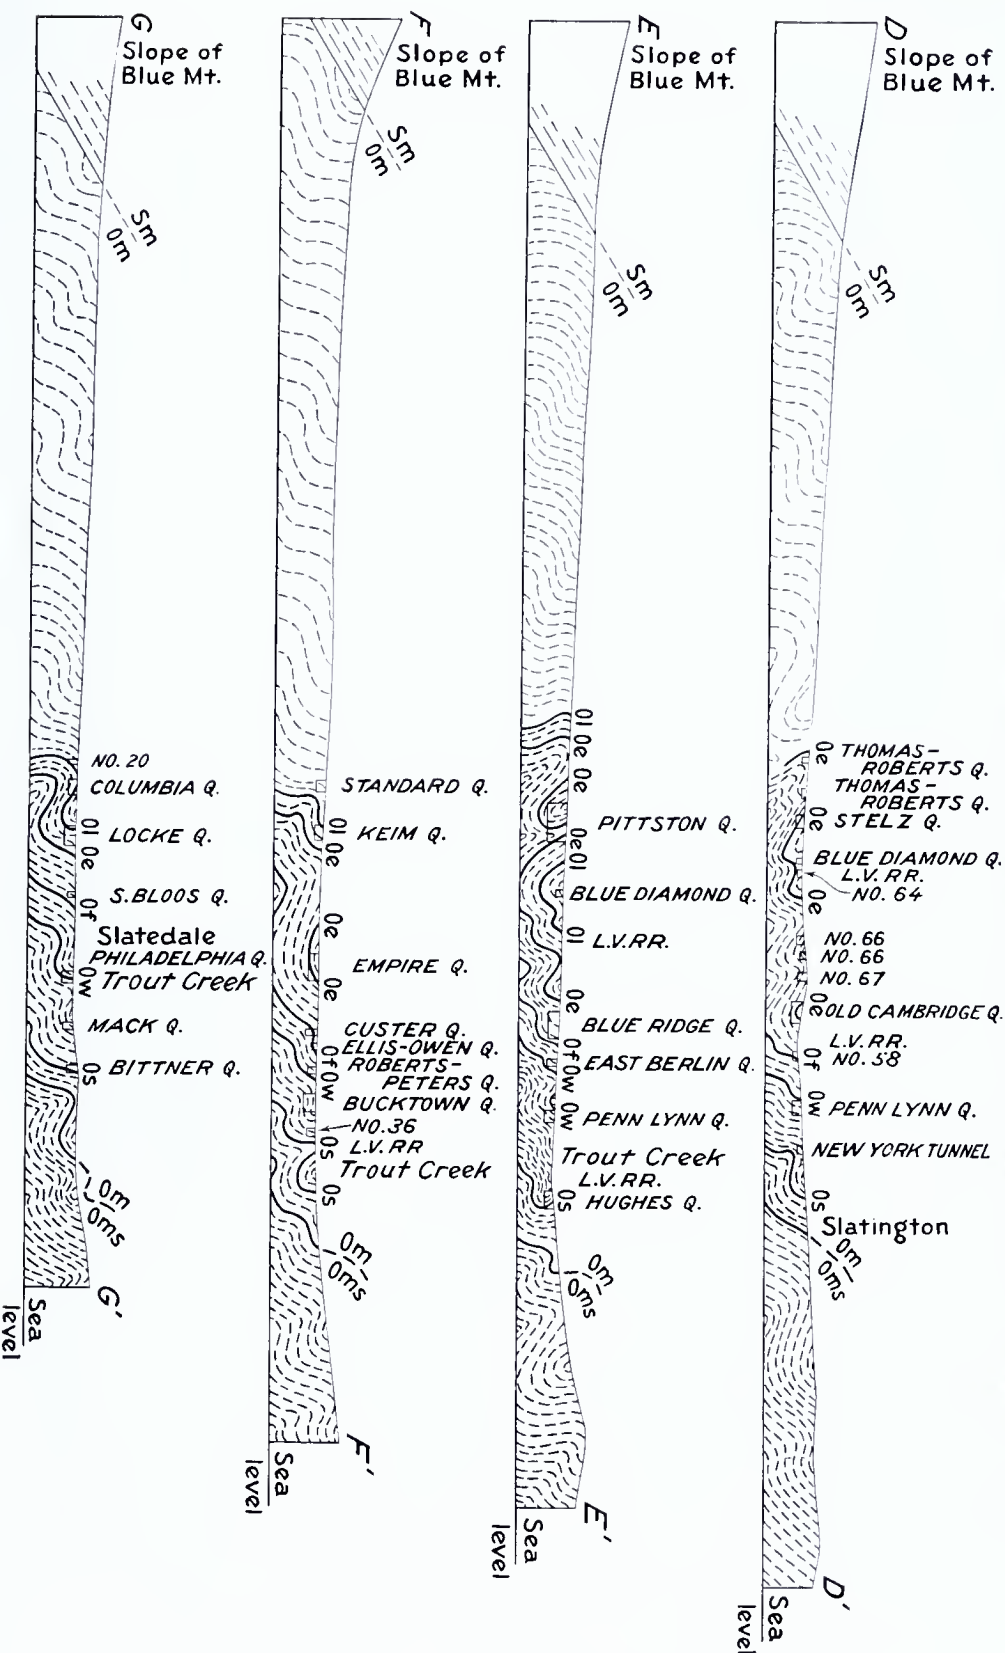 G
Slope of
Blue Mt.
Sm
Om
NO. 20
COLUMBIA Q.
Ol
LOCKE Q.
Oe
S. BLOOS Q.
Of
Slatedale
PHILADELPHIA Q.
Ow
Trout Creek
MACK Q.
Os
BITTNER Q.
Om
Oms
G'
Sea
level
F
Slope of
Blue Mt.
Sm
Om
STANDARD Q.
Ol
KEIM Q.
Oe
Oe
EMPIRE Q.
Oe
CUSTER Q.
Of
ELLIS-OWEN Q.
ROBERTS-
PETERS Q.
Ow
BUCKTOWN Q.
NO. 36
Os
L.V.RR
Trout Creek
Os
Om
Oms
F'
Sea
level
E
Slope of
Blue Mt.
Sm
Om
Ol
Oe
Oe
PITTSTON Q.
Oe
Ol
BLUE DIAMOND Q.
Ol
L.V.RR.
Oe
BLUE RIDGE Q.
Of
EAST BERLIN Q.
Ow
Ow
PENN LYNN Q.
Trout Creek
L.V.RR.
Os
HUGHES Q.
Om
Oms
E'
Sea
level
D
Slope of
Blue Mt.
Sm
Om
Oe
THOMAS-
ROBERTS Q.
THOMAS-
ROBERTS Q.
Oe
STELZ Q.
BLUE DIAMOND Q.
L.V.RR.
NO. 64
Oe
NO. 66
NO. 66
NO. 67
Oe
OLD CAMBRIDGE Q.
L.V.RR.
Of
NO. 58
Ow
PENN LYNN Q.
NEW YORK TUNNEL
Os
Slatington
Om
Oms
D'
Sea
level